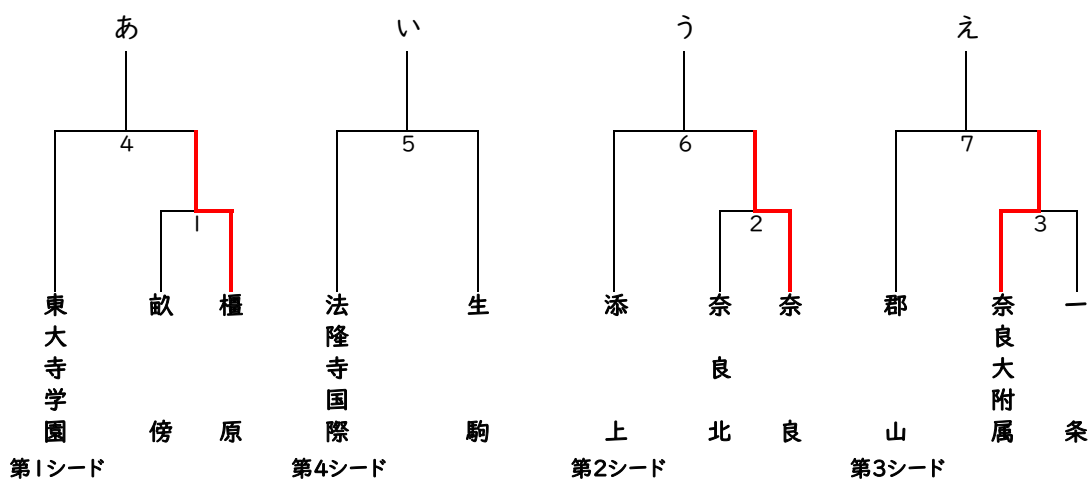 あ
い
う
え
4
5
6
7
1
2
3
東大寺学園
畝傍
橿原
法隆寺国際
生駒
添上
奈良北
奈良
郡山
奈良大附属
一条
第1シード
第4シード
第2シード
第3シード